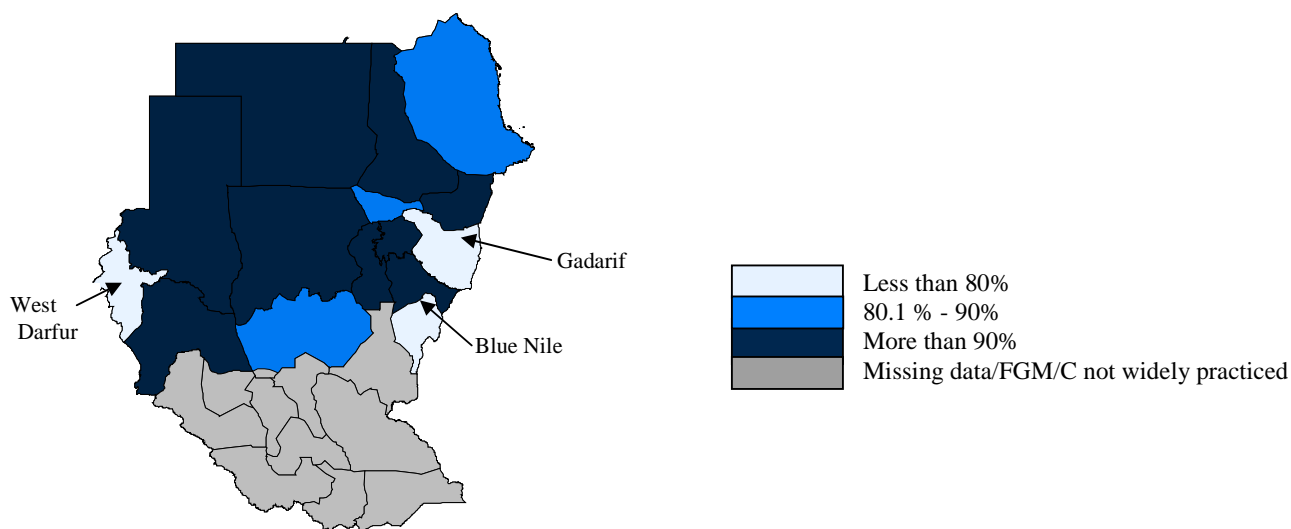 Gadarif
West
Darfur
Blue Nile
Less than 80%
80.1 % - 90%
More than 90%
Missing data/FGM/C not widely practiced